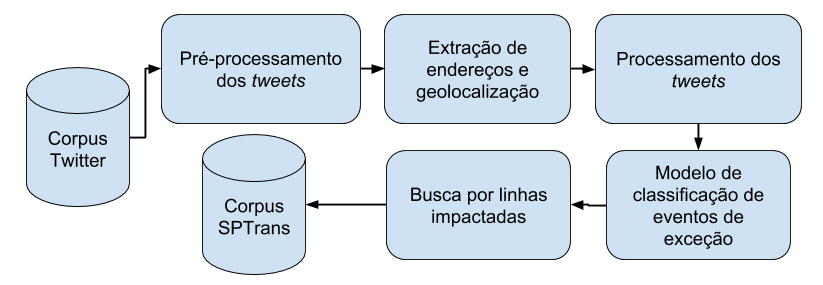 Corpus
Twitter
Pré-processamento
dos tweets
Extração de
endereços e
geolocalização
Processamento dos
tweets
Modelo de
classificação de
eventos de
exceção
Busca por linhas
impactadas
Corpus
SPTrans